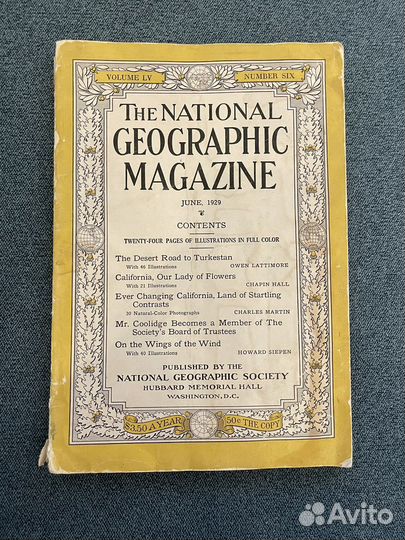 VOLUME LV NUMBER SIX
THE NATIONAL
GEOGRAPHIC
MAGAZINE
JUNE, 1929
CONTENTS
TWENTY-FOUR PAGES OF ILLUSTRATIONS IN FULL COLOR
The Desert Road to Turkestan
With 46 Illustrations OWEN LATTIMORE
California, Our Lady of Flowers
With 21 Illustrations CHAPIN HALL
Ever Changing California, Land of Startling
Contrasts
30 Natural-Color Photographs CHARLES MARTIN
Mr. Coolidge Becomes a Member of The
Society's Board of Trustees
On the Wings of the Wind
With 40 Illustrations HOWARD SIEPEN
PUBLISHED BY THE
NATIONAL GEOGRAPHIC SOCIETY
HUBBARD MEMORIAL HALL
WASHINGTON, D.C.
$3.50 A YEAR 50¢ THE COPY
Avito